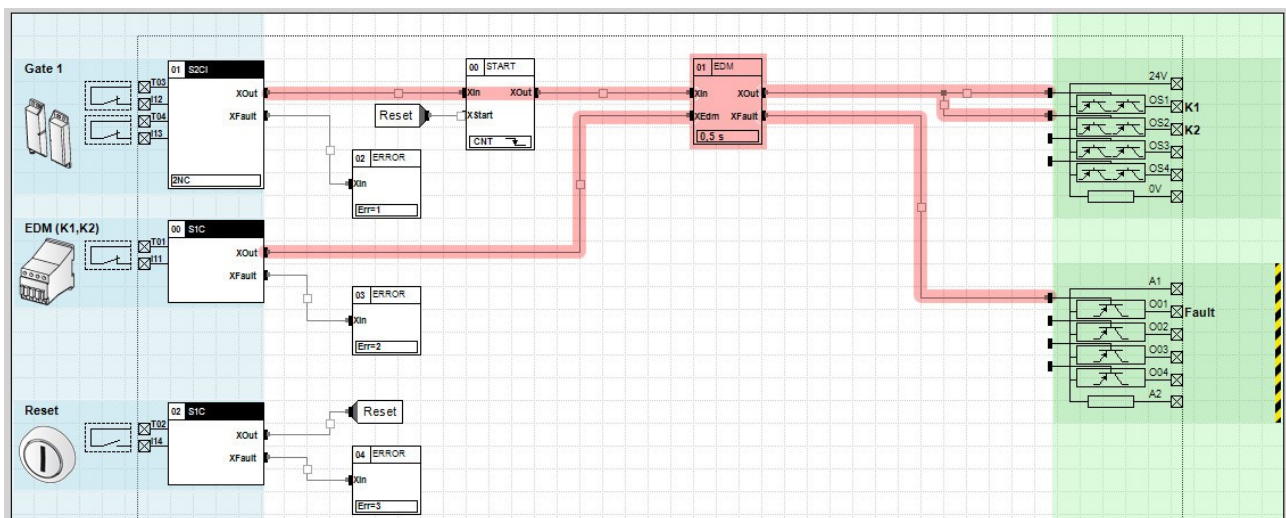 Gate 1
T03
I12
T04
I13
01 S2CI
XOut
XFault
2NC
00 START
XIn XOut
XStart
CNT
Reset
02 ERROR
XIn
Err=1
01 EDM
XIn XOut
XEdm XFault
0,5 s
24V
OS1
K1
OS2
K2
OS3
OS4
0V
EDM (K1,K2)
T01
I11
00 S1C
XOut
XFault
03 ERROR
XIn
Err=2
A1
O01
Fault
O02
O03
O04
A2
Reset
T02
I14
02 S1C
XOut
XFault
Reset
04 ERROR
XIn
Err=3